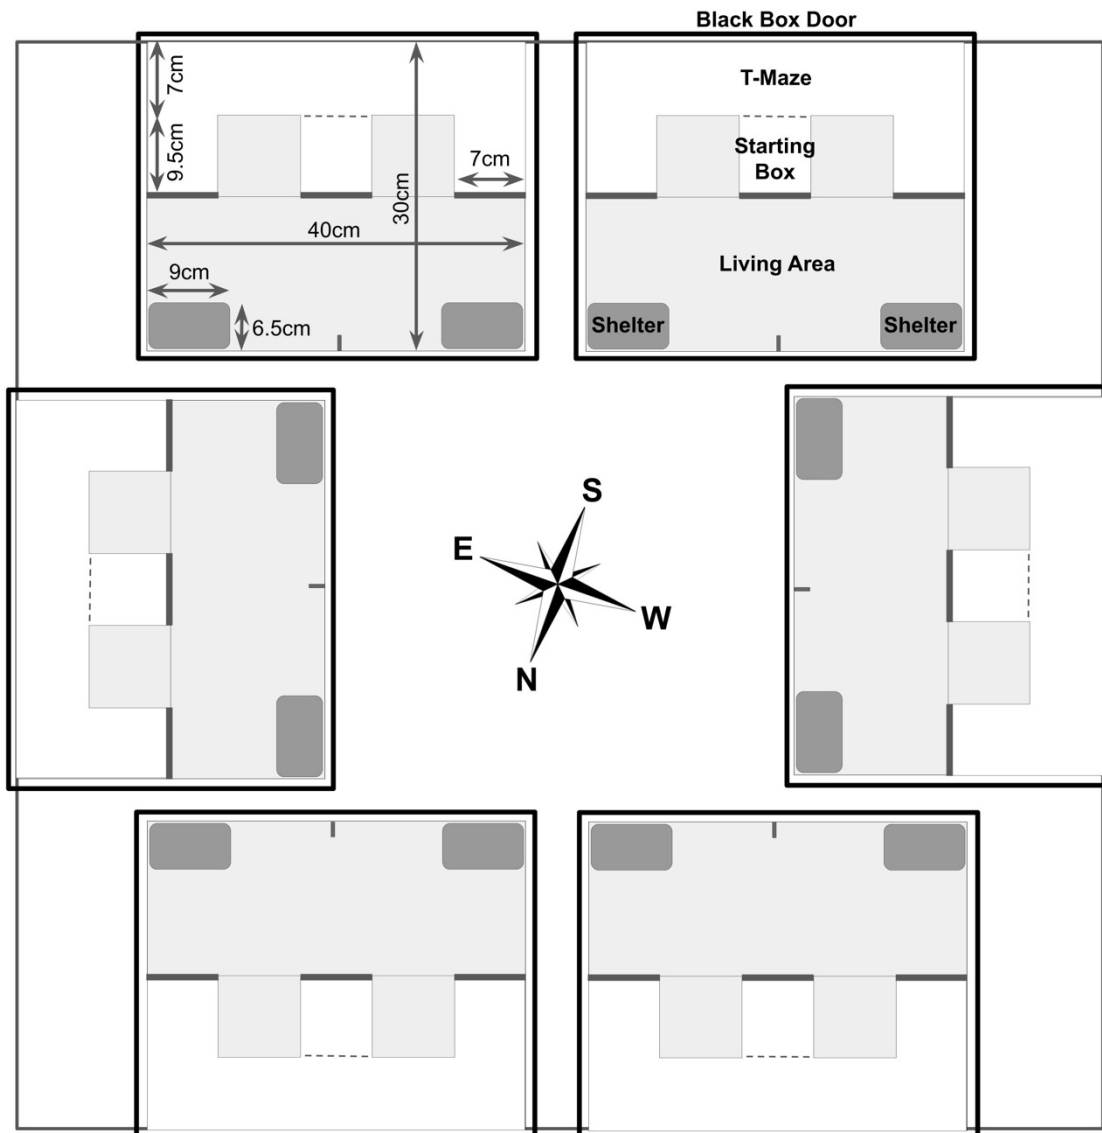 Black Box Door
7cm
T-Maze
9.5cm
7cm
Starting
Box
30cm
40cm
Living Area
9cm
6.5cm
Shelter
Shelter
S
E
W
N